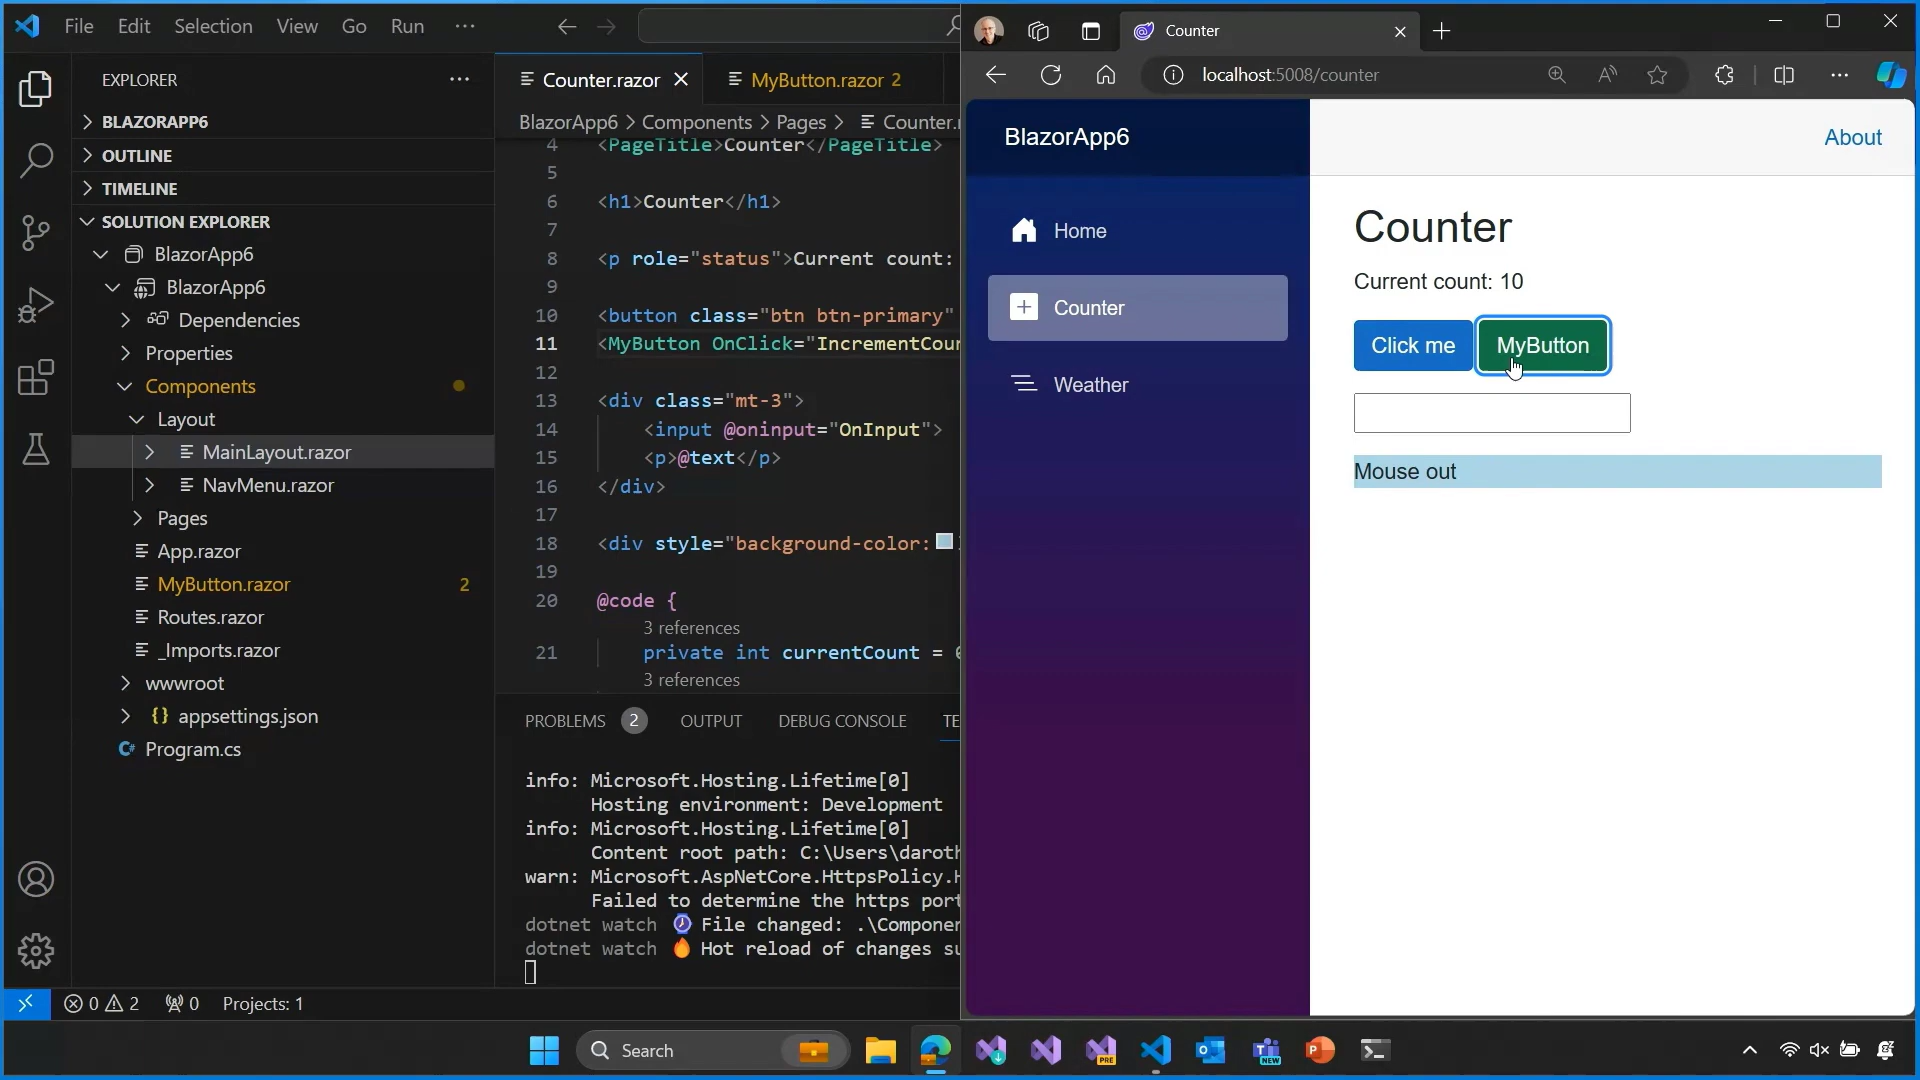 File Edit Selection View Go Run ···
EXPLORER ···
BLAZORAPP6
OUTLINE
TIMELINE
SOLUTION EXPLORER
BlazorApp6
BlazorApp6
Dependencies
Properties
Components
Layout
MainLayout.razor
NavMenu.razor
Pages
App.razor
MyButton.razor 2
Routes.razor
_Imports.razor
wwwroot
{} appsettings.json
C# Program.cs
Counter.razor MyButton.razor 2
BlazorApp6 > Components > Pages > Counter.r
4 <PageTitle>Counter</PageTitle>
5
6 <h1>Counter</h1>
7
8 <p role="status">Current count:
9
10 <button class="btn btn-primary"
11 <MyButton OnClick="IncrementCoun
12
13 <div class="mt-3">
14 <input @oninput="OnInput">
15 <p>@text</p>
16 </div>
17
18 <div style="background-color:
19
20 @code {
3 references
21 private int currentCount = 0
3 references
PROBLEMS 2 OUTPUT DEBUG CONSOLE TE
info: Microsoft.Hosting.Lifetime[0]
Hosting environment: Development
info: Microsoft.Hosting.Lifetime[0]
Content root path: C:\Users\daroth
warn: Microsoft.AspNetCore.HttpsPolicy.H
Failed to determine the https port
dotnet watch File changed: .\Componen
dotnet watch Hot reload of changes su
0 2 0 Projects: 1
Counter
localhost:5008/counter
BlazorApp6
About
Home
Counter
Weather
Counter
Current count: 10
Click me MyButton
Mouse out
Search
PRE
NEW